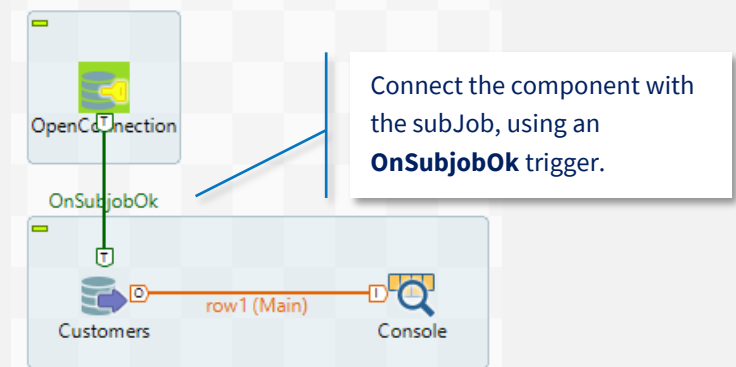 OpenConnection
T
OnSubjobOk
Connect the component with
the subJob, using an
OnSubjobOk trigger.
T
O
row1 (Main)
I
Customers
Console